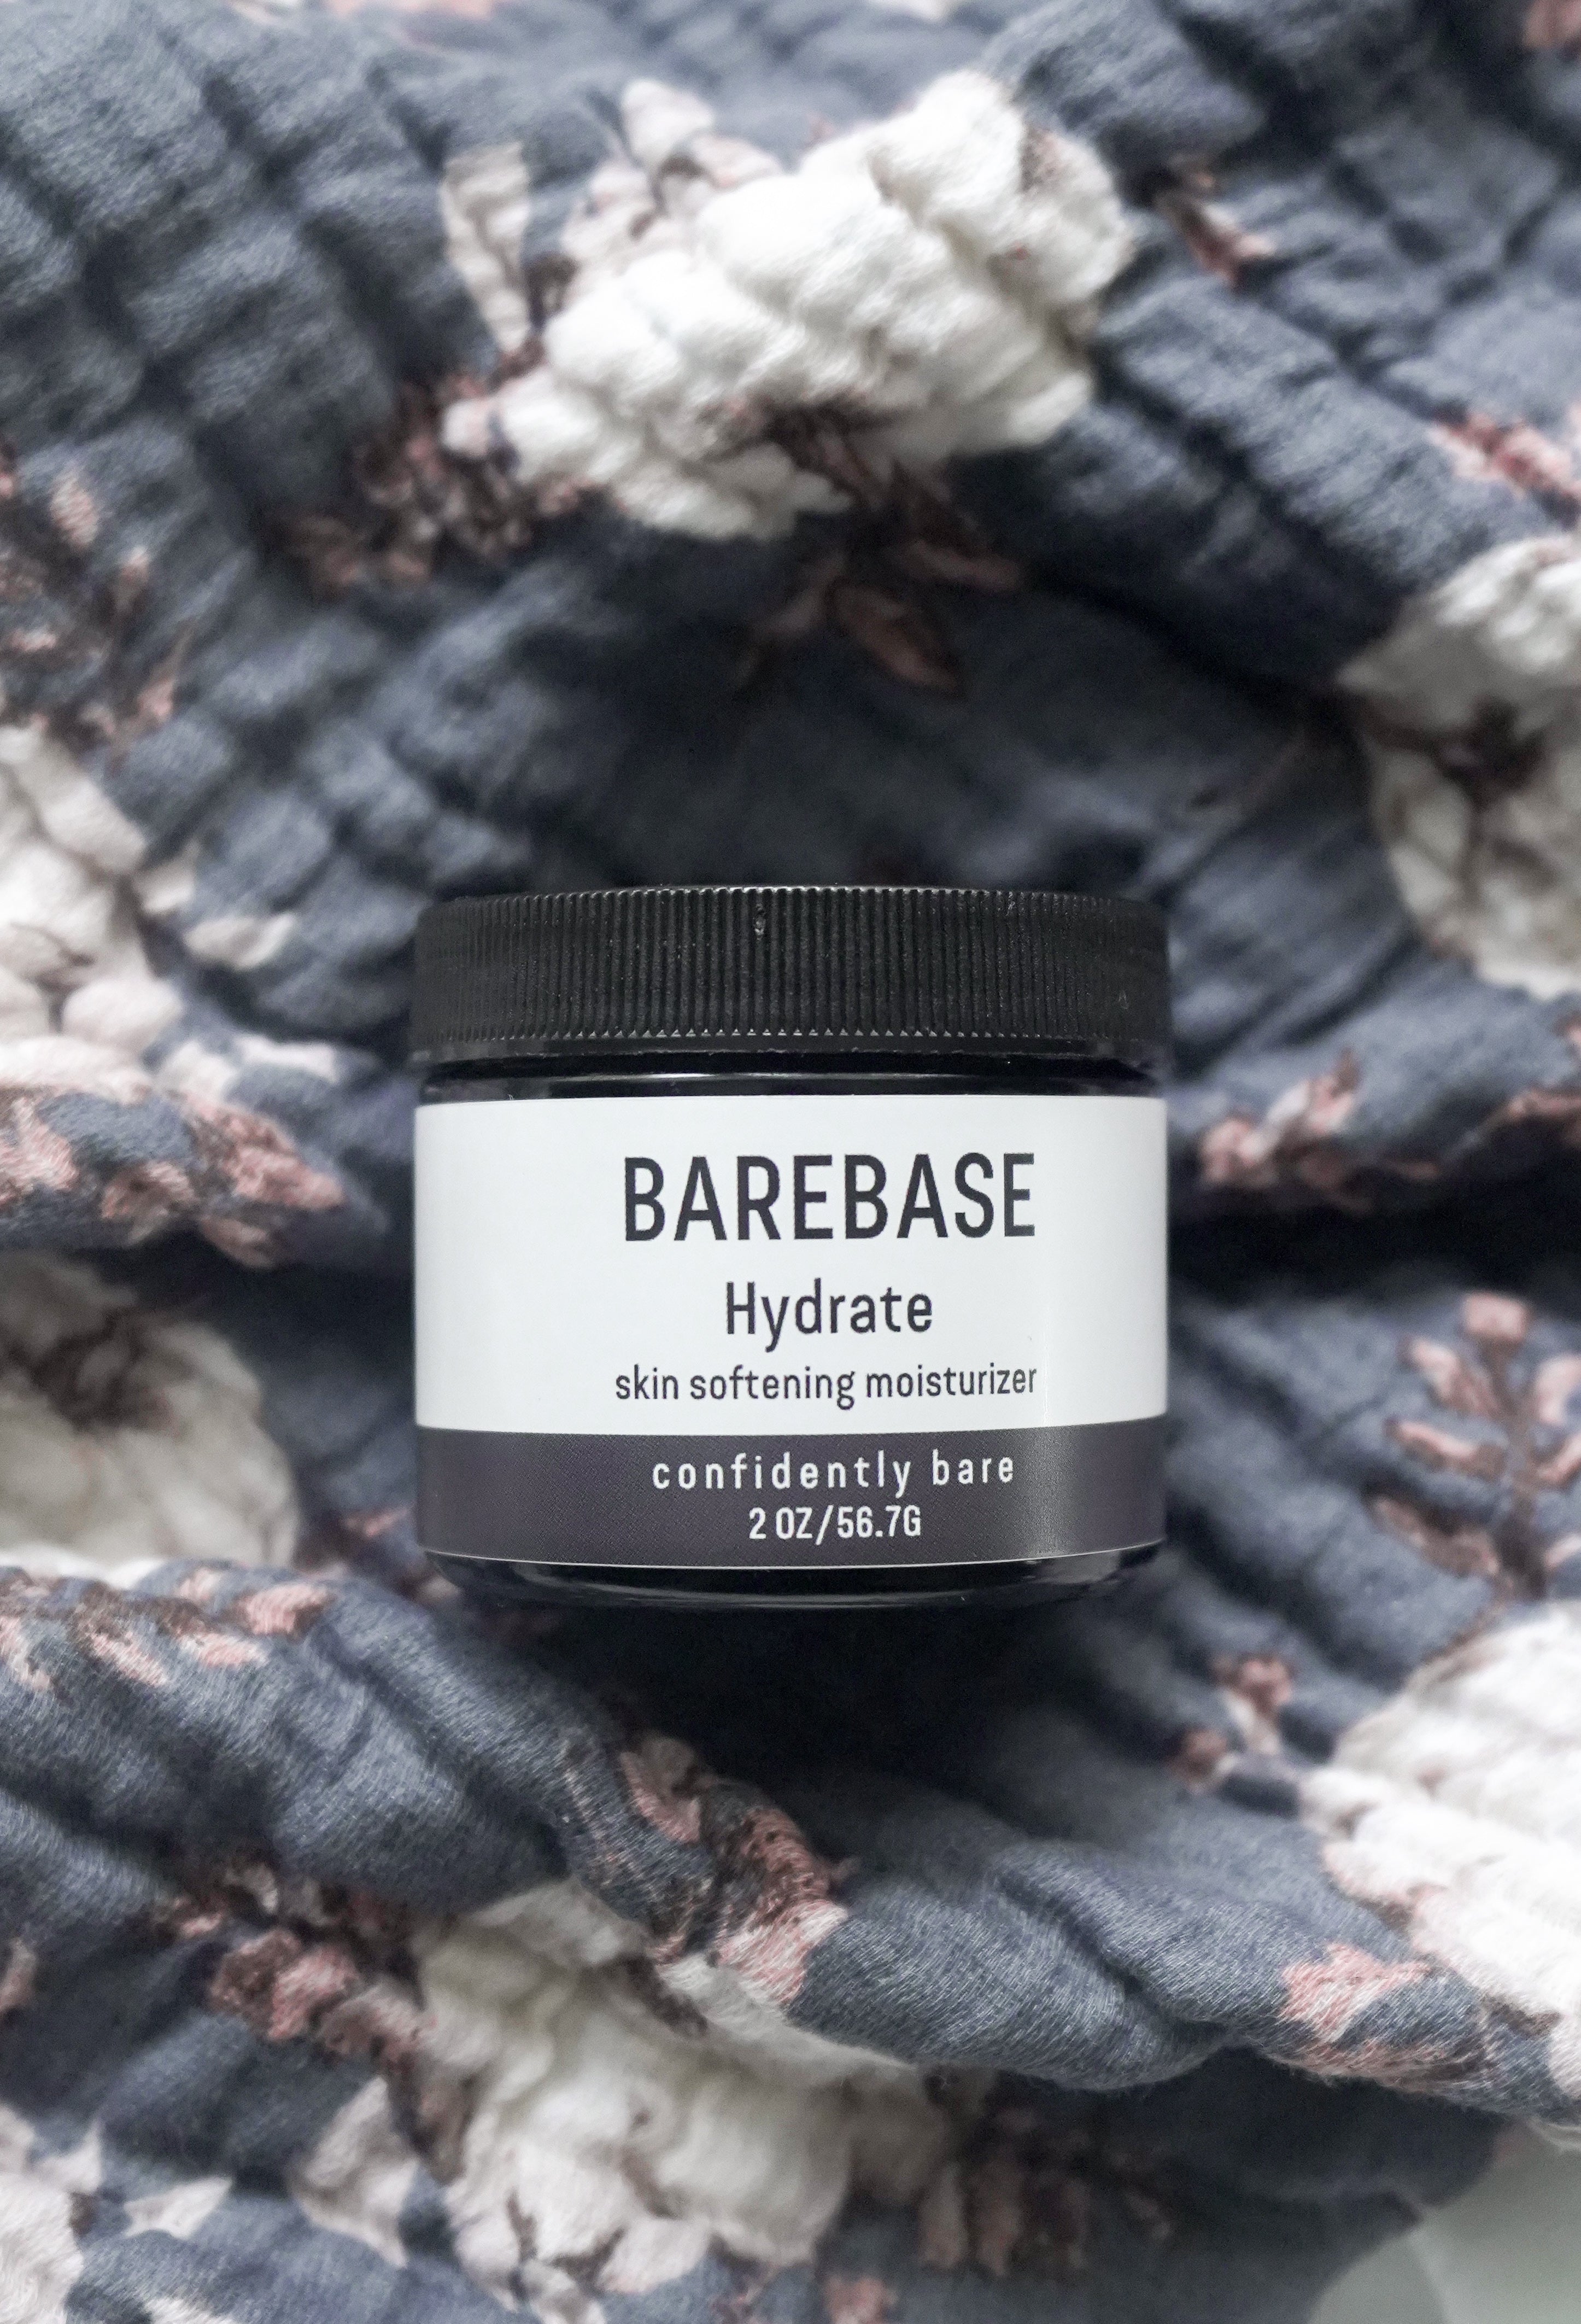 BAREBASE
Hydrate
skin softening moisturizer
confidently bare
2 OZ/56.7G